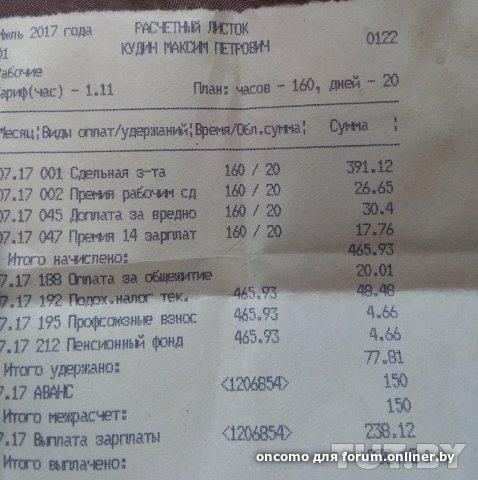 Июль 2017 года РАСЧЕТНЫЙ ЛИСТОК
01 КУДИН МАКСИМ ПЕТРОВИЧ 0122
Рабочие
Тариф(час) - 1.11 План: часов - 160, дней - 20
Месяц¦Виды оплат/удержаний¦Время/Обл.сумма¦ Сумма ¦
07.17 001 Сдельная з-та 160 / 20 391.12
07.17 002 Премия рабочим сд 160 / 20 26.65
07.17 045 Доплата за вредно 160 / 20 30.4
07.17 047 Премия 14 зарплат 160 / 20 17.76
Итого начислено: 465.93
7.17 188 Оплата за общежитие 20.01
7.17 192 Подох.налог тек. 465.93 48.48
7.17 195 Профсоюзные взнос 465.93 4.66
7.17 212 Пенсионный фонд 465.93 4.66
Итого удержано: 77.81
7.17 АВАНС <1206854> 150
Итого межрасчет: 150
7.17 Выплата зарплаты <1206854> 238.12
Итого выплачено:
TUT.BY
oncomo для forum.onliner.by